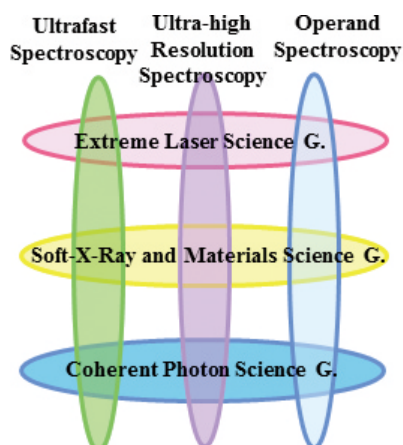 Ultrafast
Spectroscopy
Ultra-high
Resolution
Spectroscopy
Operand
Spectroscopy
Extreme Laser Science G.
Soft-X-Ray and Materials Science G.
Coherent Photon Science G.